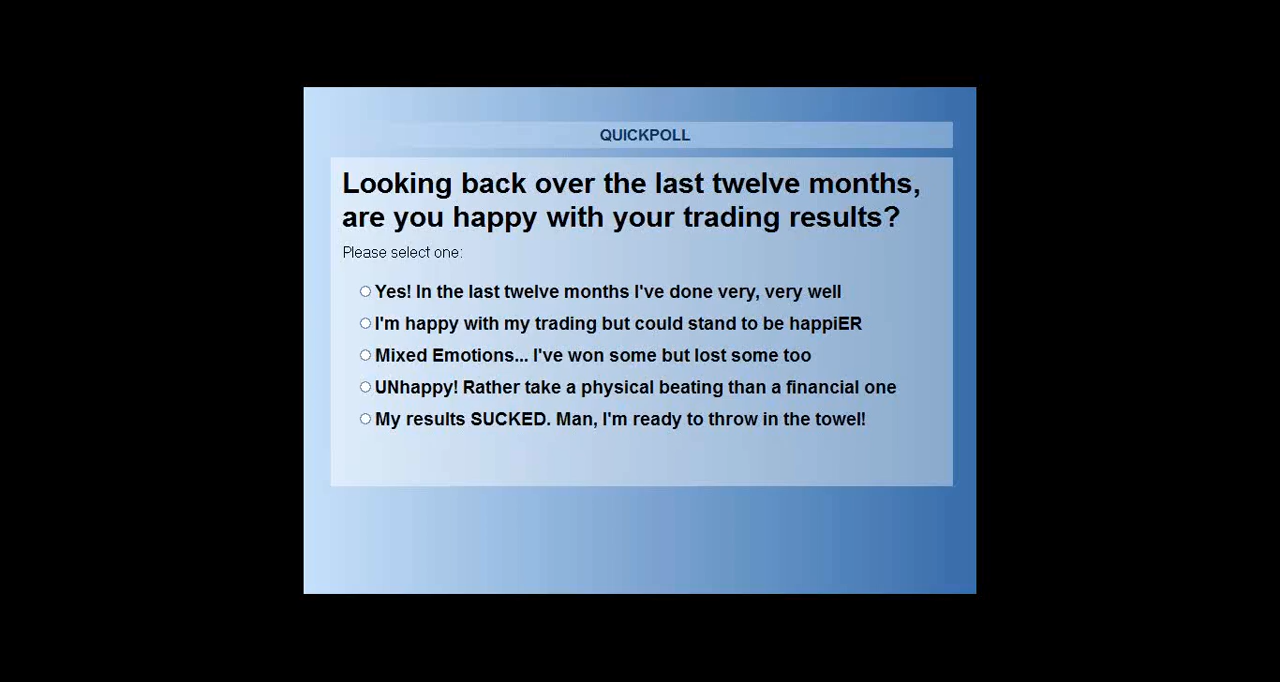 QUICKPOLL
Looking back over the last twelve months,
are you happy with your trading results?
Please select one:
Yes! In the last twelve months I've done very, very well
I'm happy with my trading but could stand to be happiER
Mixed Emotions... I've won some but lost some too
UNhappy! Rather take a physical beating than a financial one
My results SUCKED. Man, I'm ready to throw in the towel!